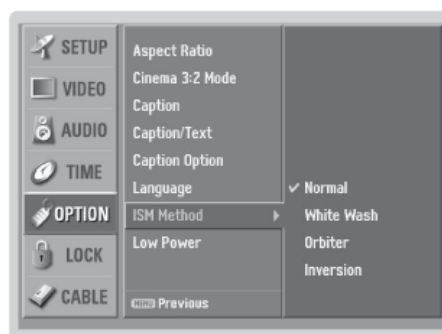 SETUP
VIDEO
AUDIO
TIME
OPTION
LOCK
CABLE
Aspect Ratio
Cinema 3:2 Mode
Caption
Caption/Text
Caption Option
Language
ISM Method
Low Power
MENU Previous
Normal
White Wash
Orbiter
Inversion